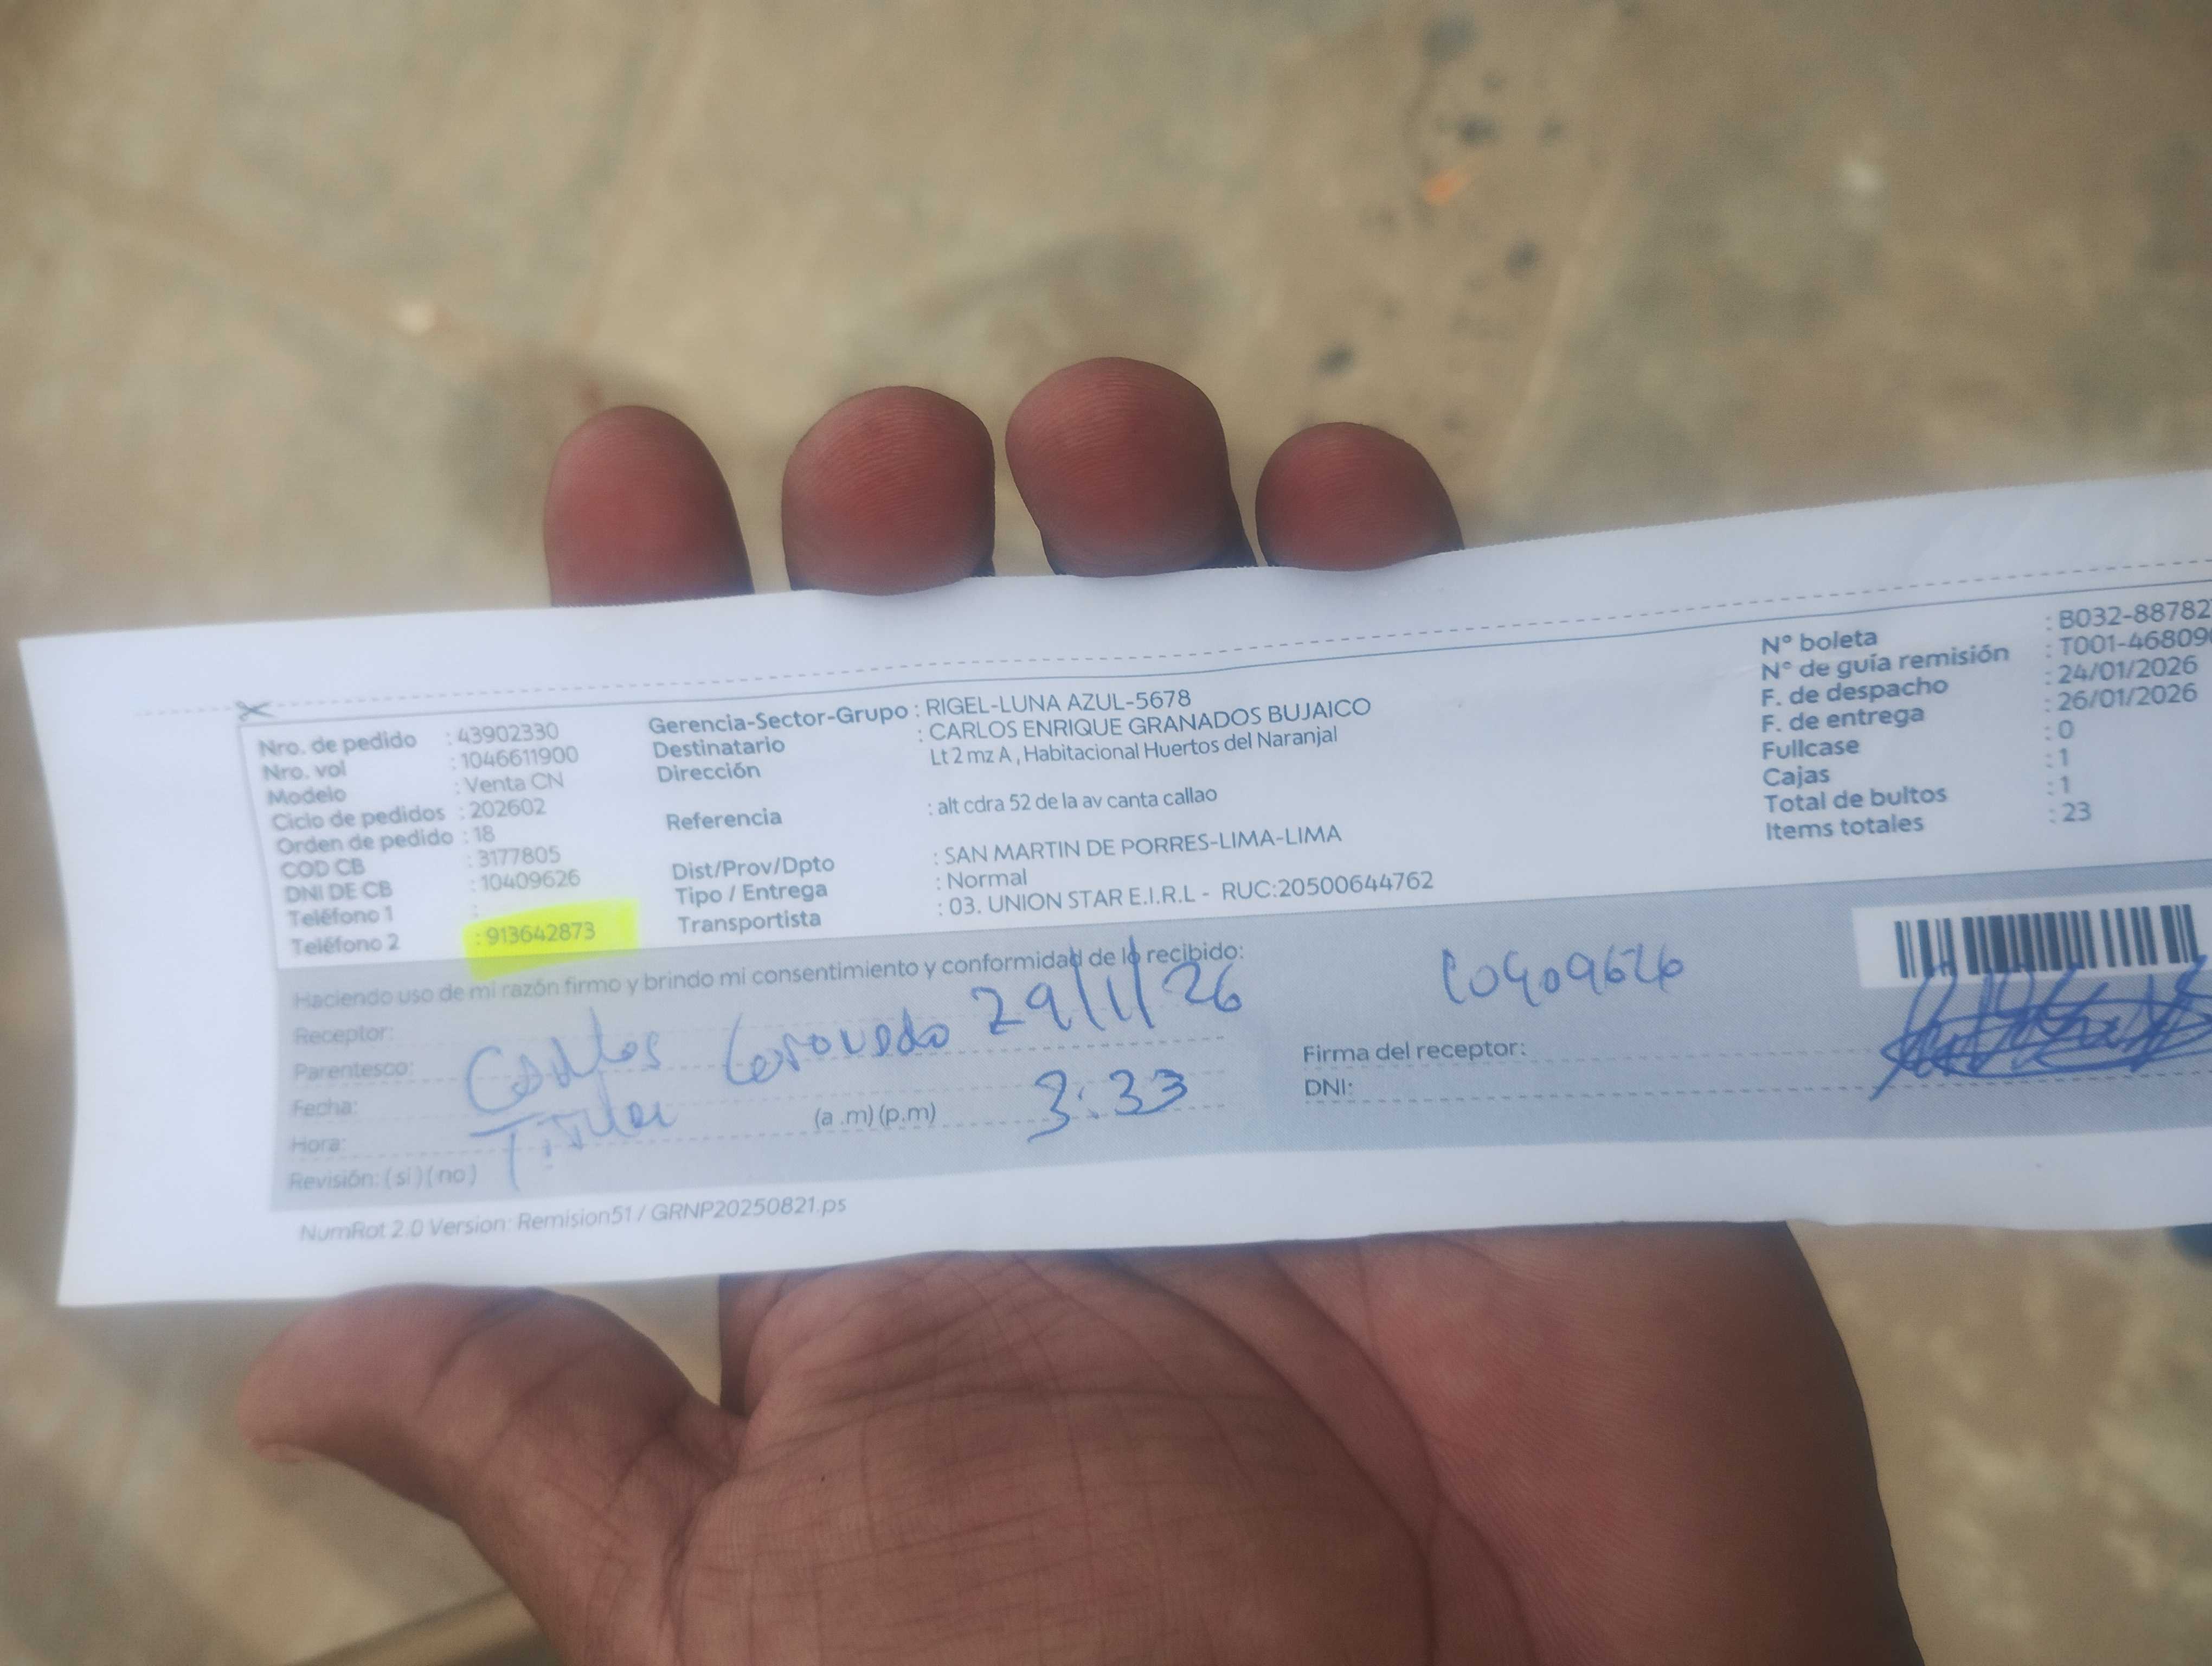 Nro. de pedido : 43902330
Nro. vol : 1046611900
Modelo : Venta CN
Ciclo de pedidos : 202602
Orden de pedido : 18
COD CB : 3177805
DNI DE CB : 10409626
Teléfono 1 :
Teléfono 2 : 913642873
Gerencia-Sector-Grupo : RIGEL-LUNA AZUL-5678
Destinatario : CARLOS ENRIQUE GRANADOS BUJAICO
Dirección Lt 2 mz A , Habitacional Huertos del Naranjal
Referencia : alt cdra 52 de la av canta callao
Dist/Prov/Dpto : SAN MARTIN DE PORRES-LIMA-LIMA
Tipo / Entrega : Normal
Transportista : 03. UNION STAR E.I.R.L - RUC:20500644762
N° boleta : B032-88782
N° de guía remisión : T001-46809
F. de despacho : 24/01/2026
F. de entrega : 26/01/2026
Fullcase : 0
Cajas : 1
Total de bultos : 1
Items totales : 23
Haciendo uso de mi razón firmo y brindo mi consentimiento y conformidad de lo recibido:
Receptor:
Parentesco: Carlos 29/1/26
Fecha:
Hora: Titular (a .m) (p.m) 3:33
Revisión: ( si ) ( no )
10409626
Firma del receptor:
DNI:
NumRot 2.0 Version: Remision51 / GRNP20250821.ps